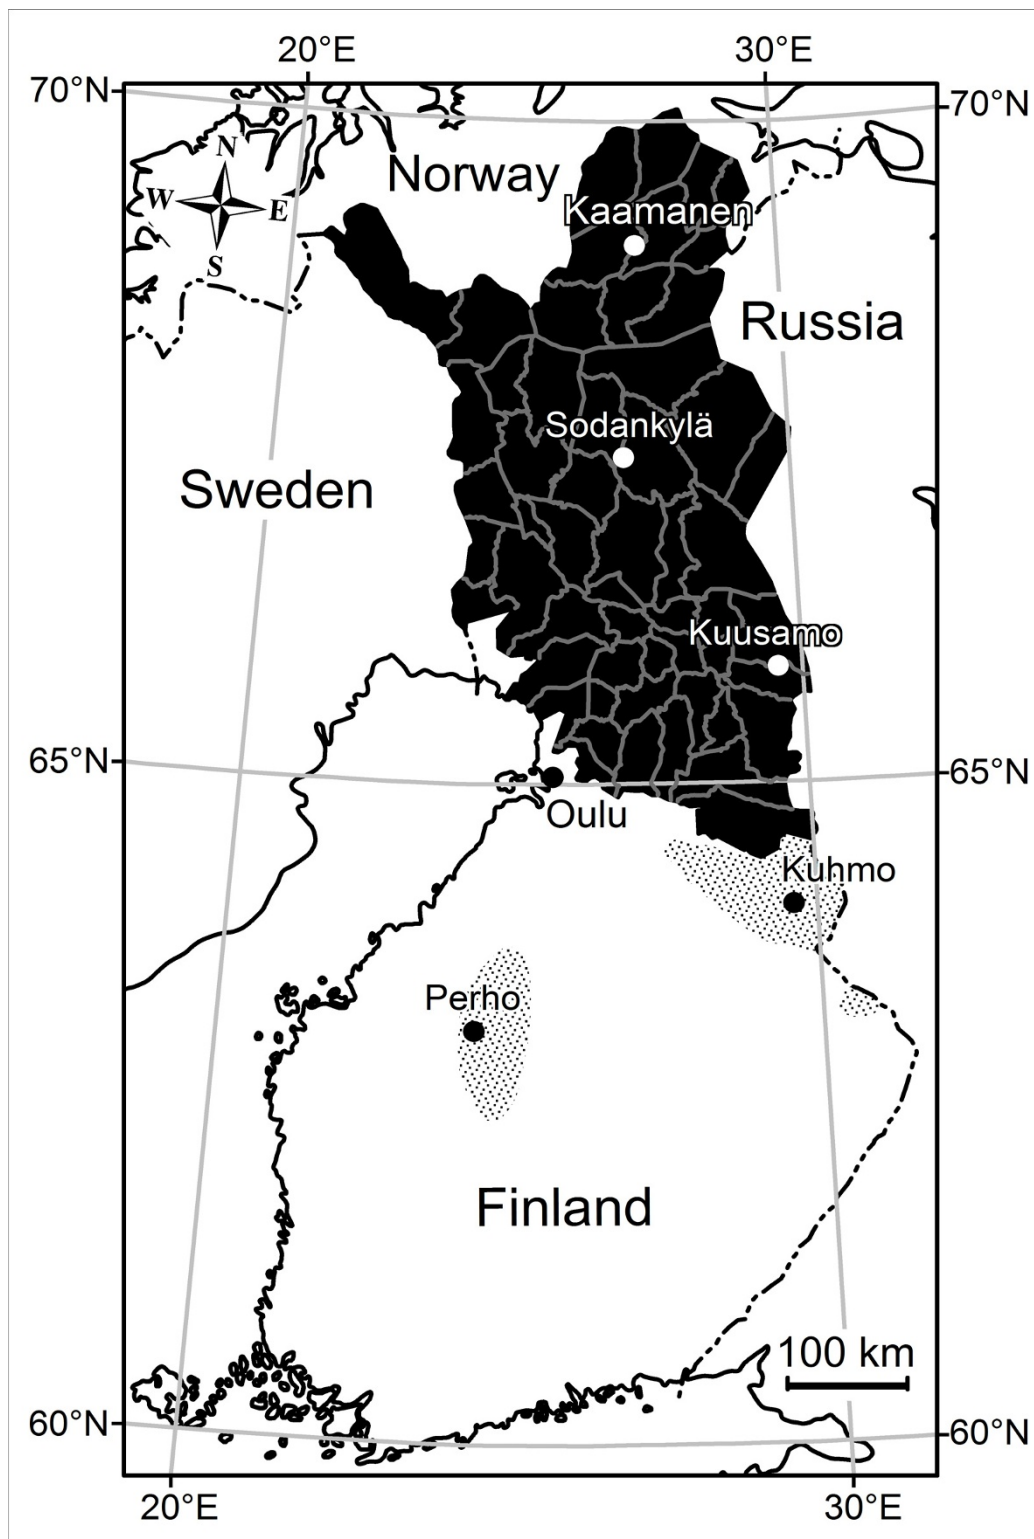 20°E 30°E
70°N 70°N
N
Norway
W E
Kaamanen
S
Russia
Sodankylä
Sweden
Kuusamo
65°N 65°N
Oulu
Kuhmo
Perho
Finland
100 km
60°N 60°N
20°E 30°E